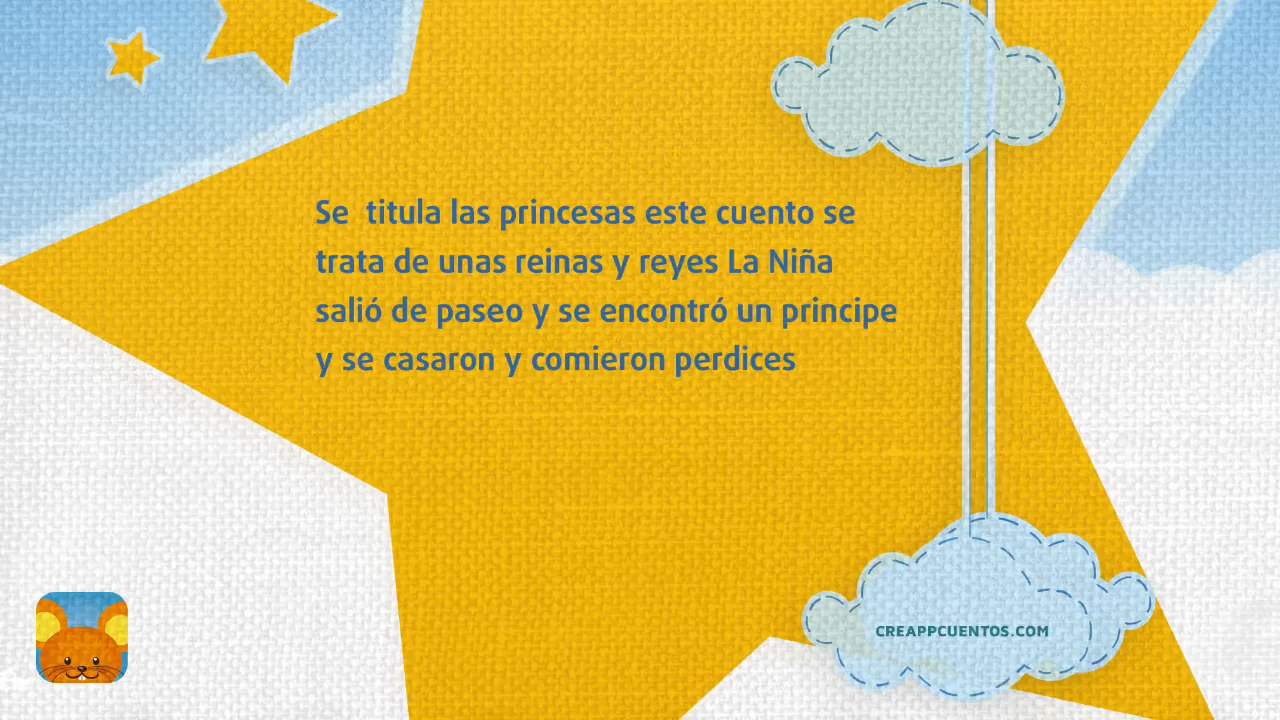 Se  titula las princesas este cuento se
trata de unas reinas y reyes La Niña
salió de paseo y se encontró un principe
y se casaron y comieron perdices
CREAPPCUENTOS.COM